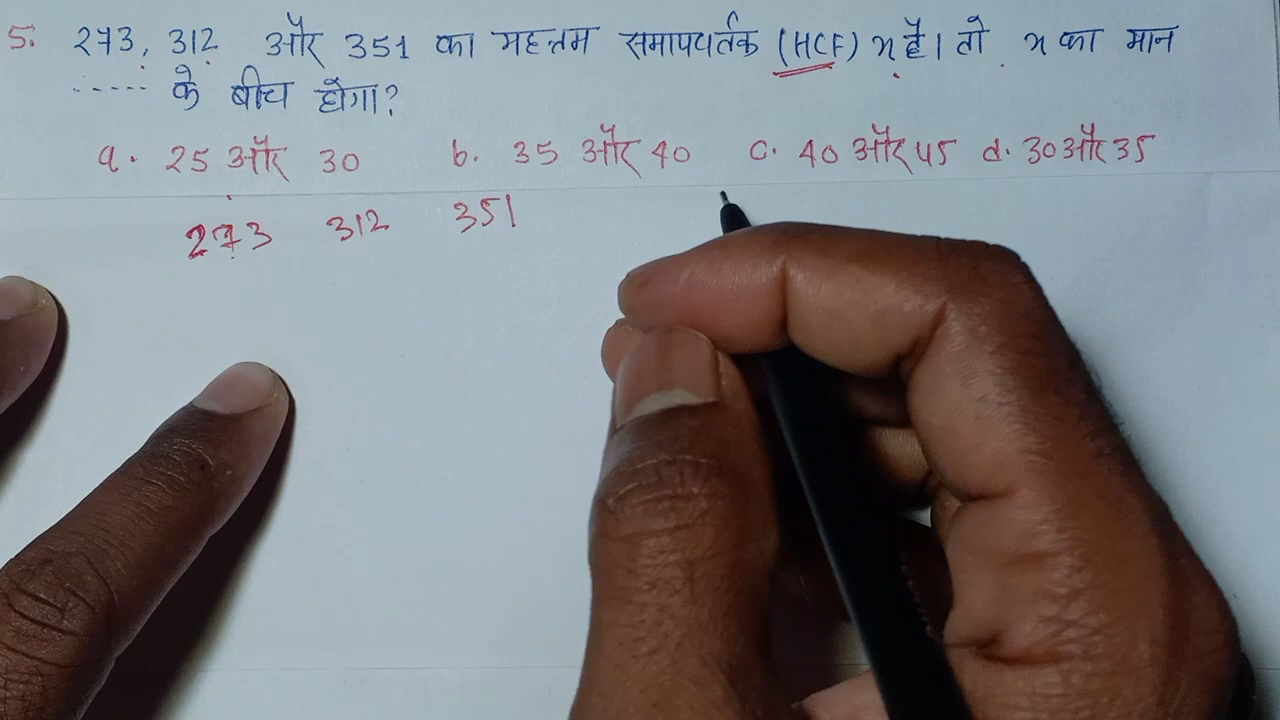 5. 273, 312 और 351 का महत्तम समापवर्तक (HCF) x है। तो x का मान
..... के बीच होगा?
a. 25 और 30 b. 35 और 40 c. 40 और 45 d. 30 और 35
273 312 351